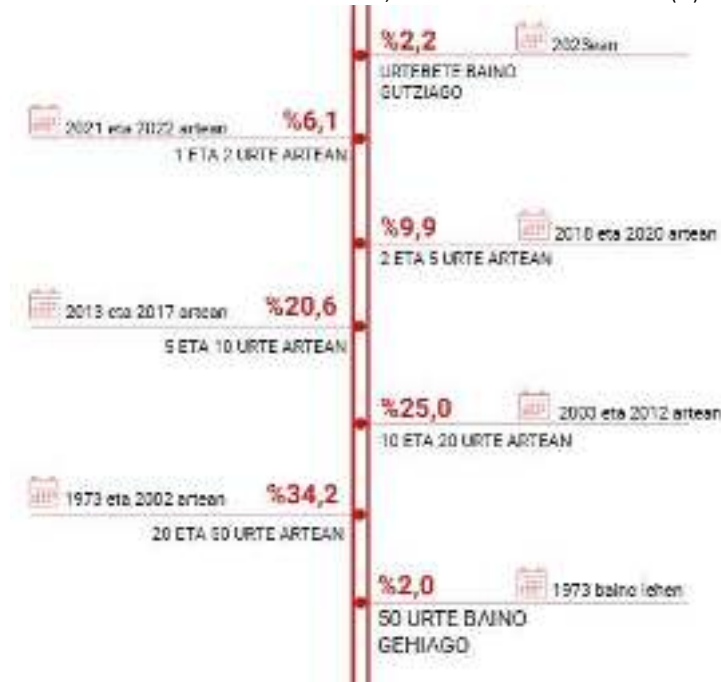 %2,2 2023an
URTEBETE BAINO
GUTXIAGO
2021 eta 2022 artean %6,1
1 ETA 2 URTE ARTEAN
%9,9 2018 eta 2020 artean
2 ETA 5 URTE ARTEAN
2013 eta 2017 artean %20,6
5 ETA 10 URTE ARTEAN
%25,0 2003 eta 2012 artean
10 ETA 20 URTE ARTEAN
1973 eta 2002 artean %34,2
20 ETA 50 URTE ARTEAN
%2,0 1973 baino lehen
50 URTE BAINO
GEHIAGO